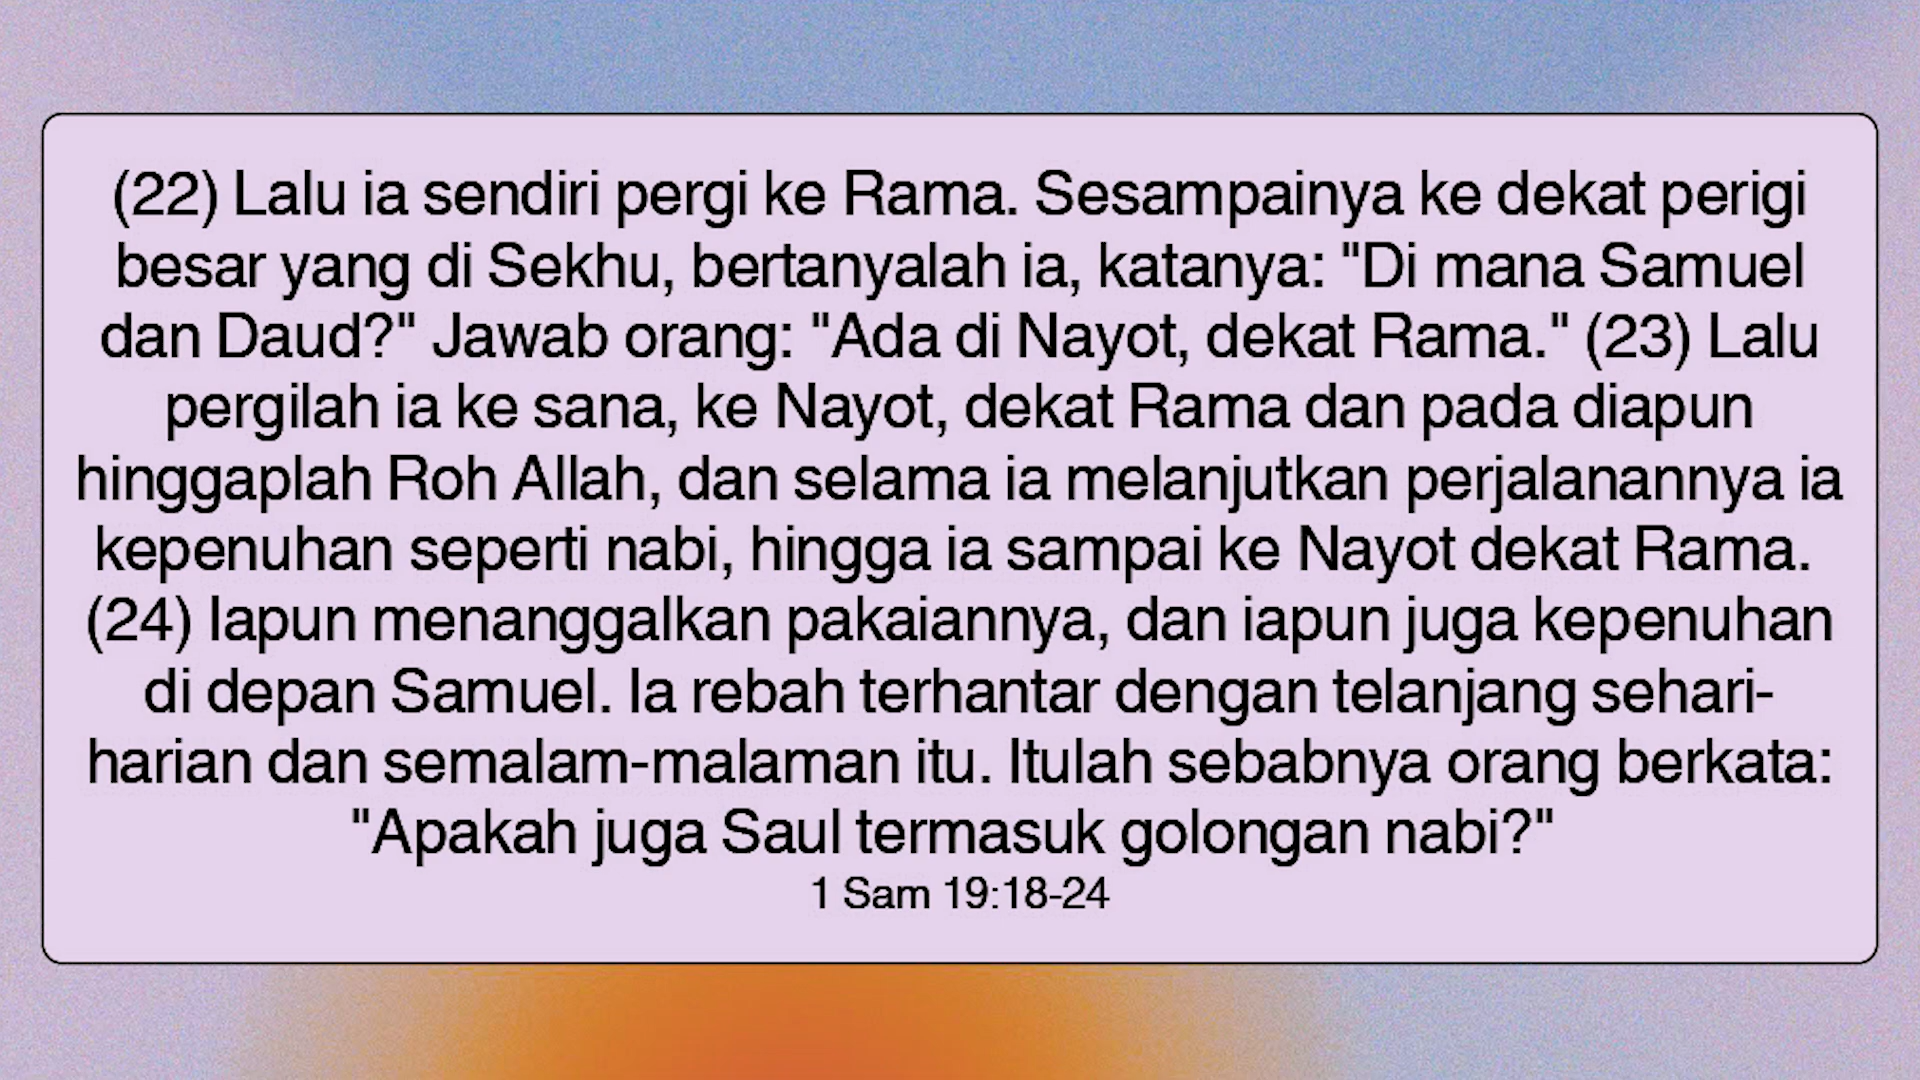 (22) Lalu ia sendiri pergi ke Rama. Sesampainya ke dekat perigi
besar yang di Sekhu, bertanyalah ia, katanya: "Di mana Samuel
dan Daud?" Jawab orang: "Ada di Nayot, dekat Rama." (23) Lalu
pergilah ia ke sana, ke Nayot, dekat Rama dan pada diapun
hinggaplah Roh Allah, dan selama ia melanjutkan perjalanannya ia
kepenuhan seperti nabi, hingga ia sampai ke Nayot dekat Rama.
(24) Iapun menanggalkan pakaiannya, dan iapun juga kepenuhan
di depan Samuel. Ia rebah terhantar dengan telanjang sehari-
harian dan semalam-malaman itu. Itulah sebabnya orang berkata:
"Apakah juga Saul termasuk golongan nabi?"
1 Sam 19:18-24